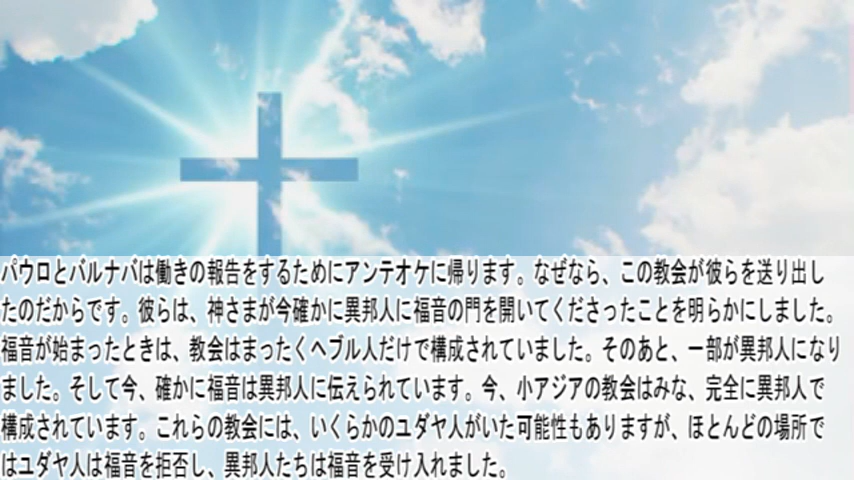 パウロとバルナバは働きの報告をするためにアンテオケに帰ります。なぜなら、この教会が彼らを送り出し
たのだからです。彼らは、神さまが今確かに異邦人に福音の門を開いてくださったことを明らかにしました。
福音が始まったときは、教会はまったくヘブル人だけで構成されていました。そのあと、一部が異邦人になり
ました。そして今、確かに福音は異邦人に伝えられています。今、小アジアの教会はみな、完全に異邦人で
構成されています。これらの教会には、いくらかのユダヤ人がいた可能性もありますが、ほとんどの場所で
はユダヤ人は福音を拒否し、異邦人たちは福音を受け入れました。